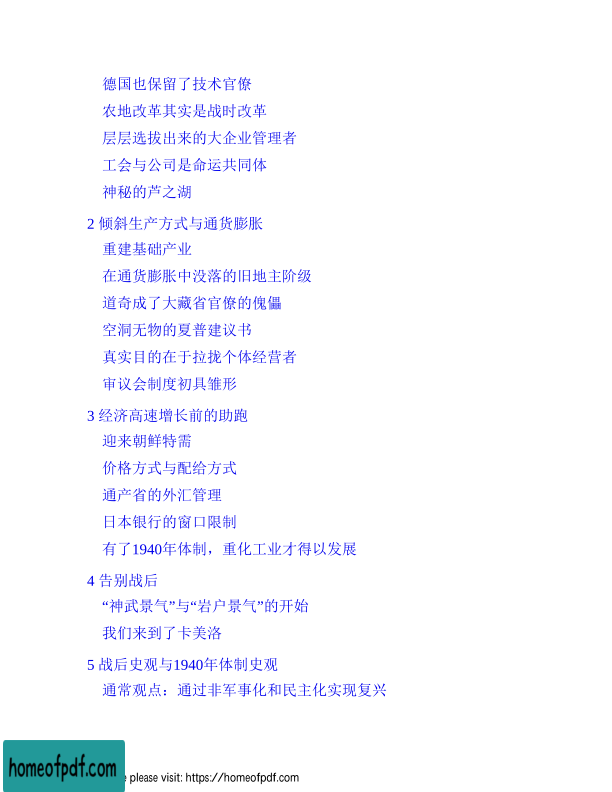 德国也保留了技术官僚
农地改革其实是战时改革
层层选拔出来的大企业管理者
工会与公司是命运共同体
神秘的芦之湖
2 倾斜生产方式与通货膨胀
重建基础产业
在通货膨胀中没落的旧地主阶级
道奇成了大藏省官僚的傀儡
空洞无物的夏普建议书
真实目的在于拉拢个体经营者
审议会制度初具雏形
3 经济高速增长前的助跑
迎来朝鲜特需
价格方式与配给方式
通产省的外汇管理
日本银行的窗口限制
有了1940年体制，重化工业才得以发展
4 告别战后
“神武景气”与“岩户景气”的开始
我们来到了卡美洛
5 战后史观与1940年体制史观
通常观点：通过非军事化和民主化实现复兴
homeofpdf.com
please visit: https://homeofpdf.com